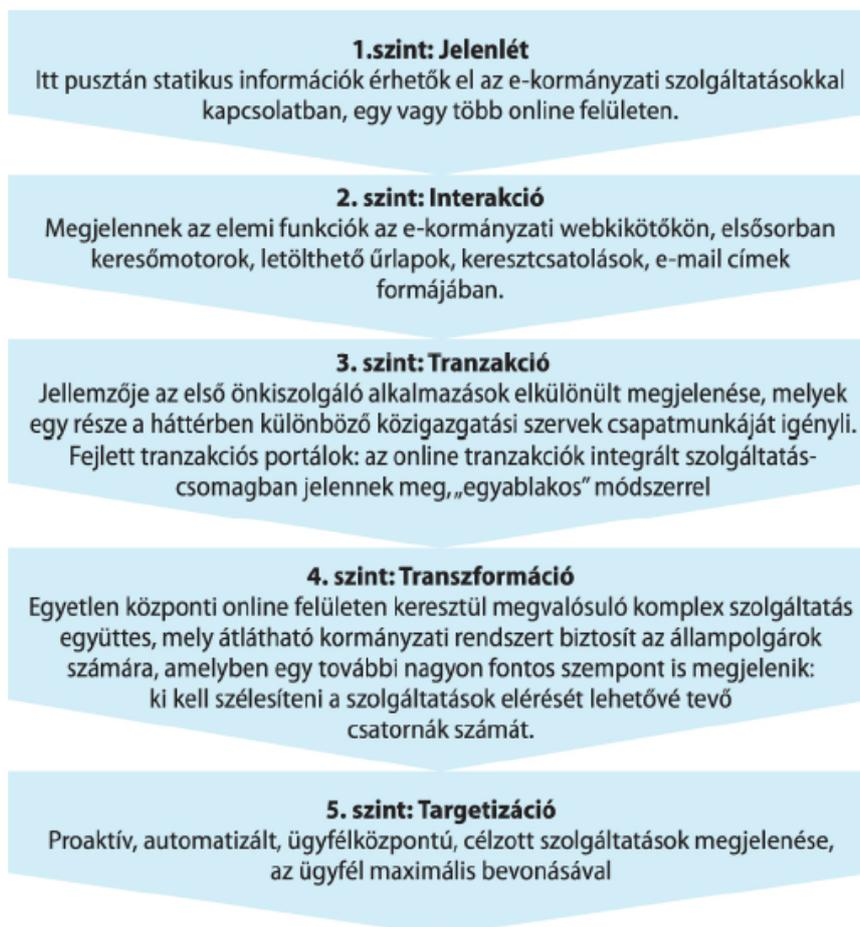 1.szint: Jelenlét
Itt pusztán statikus információk érhetők el az e-kormányzati szolgáltatásokkal
kapcsolatban, egy vagy több online felületen.
2. szint: Interakció
Megjelennek az elemi funkciók az e-kormányzati webkikötőkön, elsősorban
keresőmotorok, letölthető űrlapok, keresztcsatolások, e-mail címek
formájában.
3. szint: Tranzakció
Jellemzője az első önkiszolgáló alkalmazások elkülönült megjelenése, melyek
egy része a háttérben különböző közigazgatási szervek csapatmunkáját igényli.
Fejlett tranzakciós portálok: az online tranzakciók integrált szolgáltatás-
csomagban jelennek meg, „egyablakos” módszerrel
4. szint: Transzformáció
Egyetlen központi online felületen keresztül megvalósuló komplex szolgáltatás
együttes, mely átlátható kormányzati rendszert biztosít az állampolgárok
számára, amelyben egy további nagyon fontos szempont is megjelenik:
ki kell szélesíteni a szolgáltatások elérését lehetővé tevő
csatornák számát.
5. szint: Targetizáció
Proaktív, automatizált, ügyfélközpontú, célzott szolgáltatások megjelenése,
az ügyfél maximális bevonásával